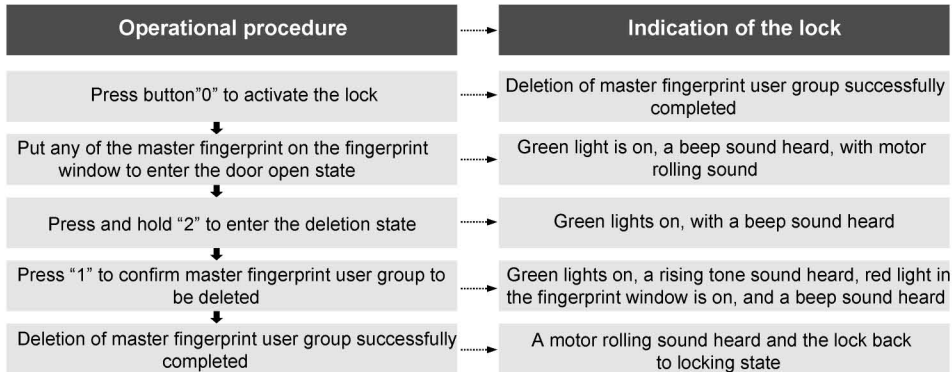 Operational procedure
Indication of the lock
Press button”0” to activate the lock
Deletion of master fingerprint user group successfully
completed
Put any of the master fingerprint on the fingerprint
window to enter the door open state
Green light is on, a beep sound heard, with motor
rolling sound
Press and hold “2” to enter the deletion state
Green lights on, with a beep sound heard
Press “1” to confirm master fingerprint user group to
be deleted
Green lights on, a rising tone sound heard, red light in
the fingerprint window is on, and a beep sound heard
Deletion of master fingerprint user group successfully
completed
A motor rolling sound heard and the lock back
to locking state